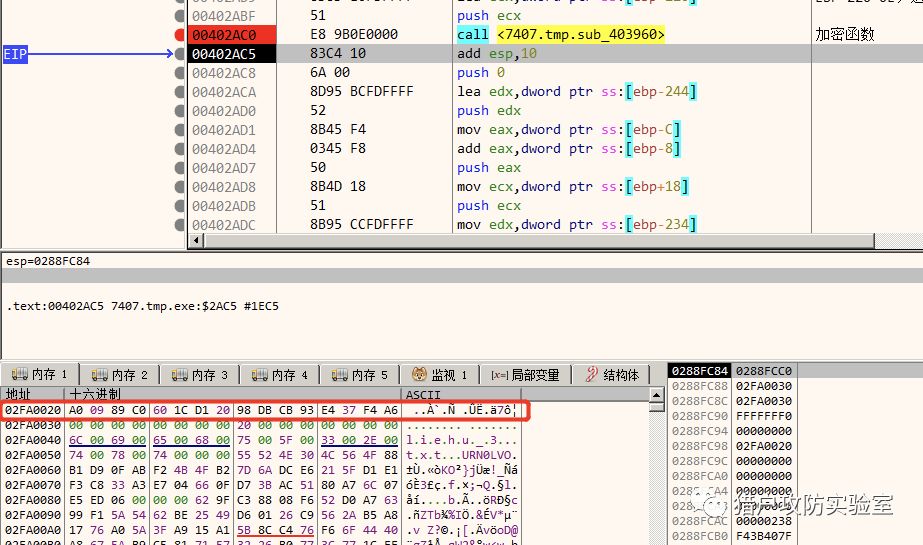 00402ABF 51 push ecx
00402AC0 E8 9B0E0000 call <7407.tmp.sub_403960> 加密函数
EIP 00402AC5 83C4 10 add esp,10
00402AC8 6A 00 push 0
00402ACA 8D95 BCFDFFFF lea edx,dword ptr ss:[ebp-244]
00402AD0 52 push edx
00402AD1 8B45 F4 mov eax,dword ptr ss:[ebp-C]
00402AD4 0345 F8 add eax,dword ptr ss:[ebp-8]
00402AD7 50 push eax
00402AD8 8B4D 18 mov ecx,dword ptr ss:[ebp+18]
00402ADB 51 push ecx
00402ADC 8B95 CCFDFFFF mov edx,dword ptr ss:[ebp-234]
esp=0288FC84
.text:00402AC5 7407.tmp.exe:$2AC5 #1EC5
内存 1 内存 2 内存 3 内存 4 内存 5 监视 1 [x=] 局部变量 结构体
地址 十六进制 ASCII
02FA0020 A0 09 89 C0 60 1C D1 20 98 DB CB 93 E4 37 F4 A6 ..À`.Ñ .ÛË.ä7ô¦
02FA0030 00 00 00 00 00 00 00 00 20 00 00 00 00 00 00 00 ........ .......
02FA0040 6C 00 69 00 65 00 68 00 75 00 5F 00 33 00 2E 00 l.i.e.h.u._.3...
02FA0050 74 00 78 00 74 00 00 00 55 52 4E 30 4C 56 4F 88 t.x.t...URN0LVO.
02FA0060 B1 D9 0F AB F2 4B 4F B2 7D 6A DC E6 21 5F D1 E1
02FA0070 F3 C8 33 A3 E7 04 66 0F D7 3B AC 51 80 A7 6C 07
02FA0080 E5 ED 06 00 00 00 62 9F C3 88 08 F6 52 D0 A7 63
02FA0090 99 F1 5A 54 62 BE 25 49 D6 01 26 C9 56 2A B5 A8
02FA00A0 17 76 A0 5A 3F A9 15 A1 5B 8C C4 76 F6 6F 44 40
0288FC84 0288FCC0
0288FC88 02FA0030
0288FC8C 02FA0030
0288FC90 FFFFFFF0
0288FC94 00000000
0288FC98 02FA0020
0288FC9C 00000000
0288FCA0 00000000
00000000
00000000
0288FCAC 00000238
0288FCB0 F43B407F
猎户攻防实验室